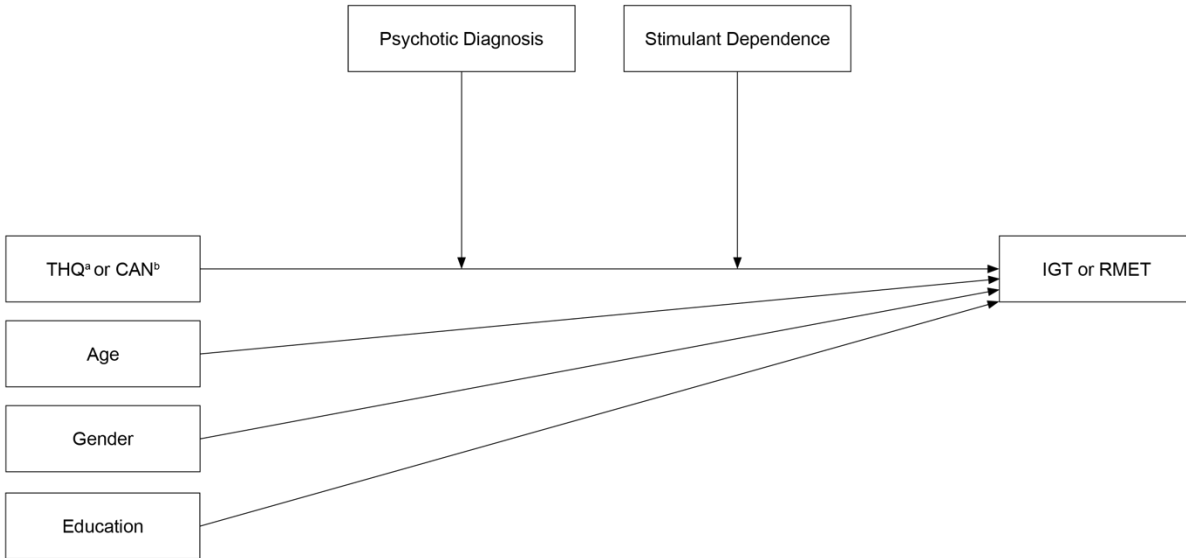 Psychotic Diagnosis
Stimulant Dependence
THQᵃ or CANᵇ
IGT or RMET
Age
Gender
Education